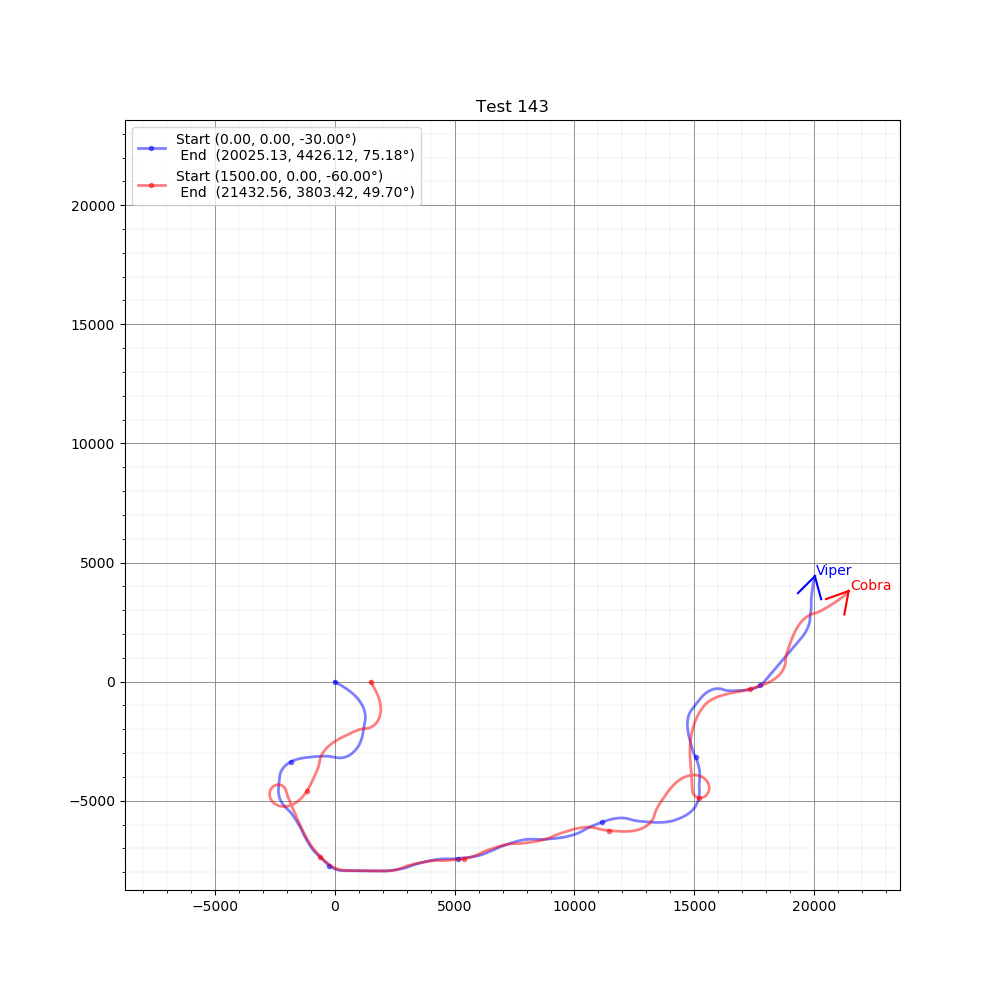 Test 143
Start (0.00, 0.00, -30.00°)
End (20025.13, 4426.12, 75.18°)
Start (1500.00, 0.00, -60.00°)
End (21432.56, 3803.42, 49.70°)
20000
15000
10000
5000
0
−5000
Viper
Cobra
−5000 0 5000 10000 15000 20000